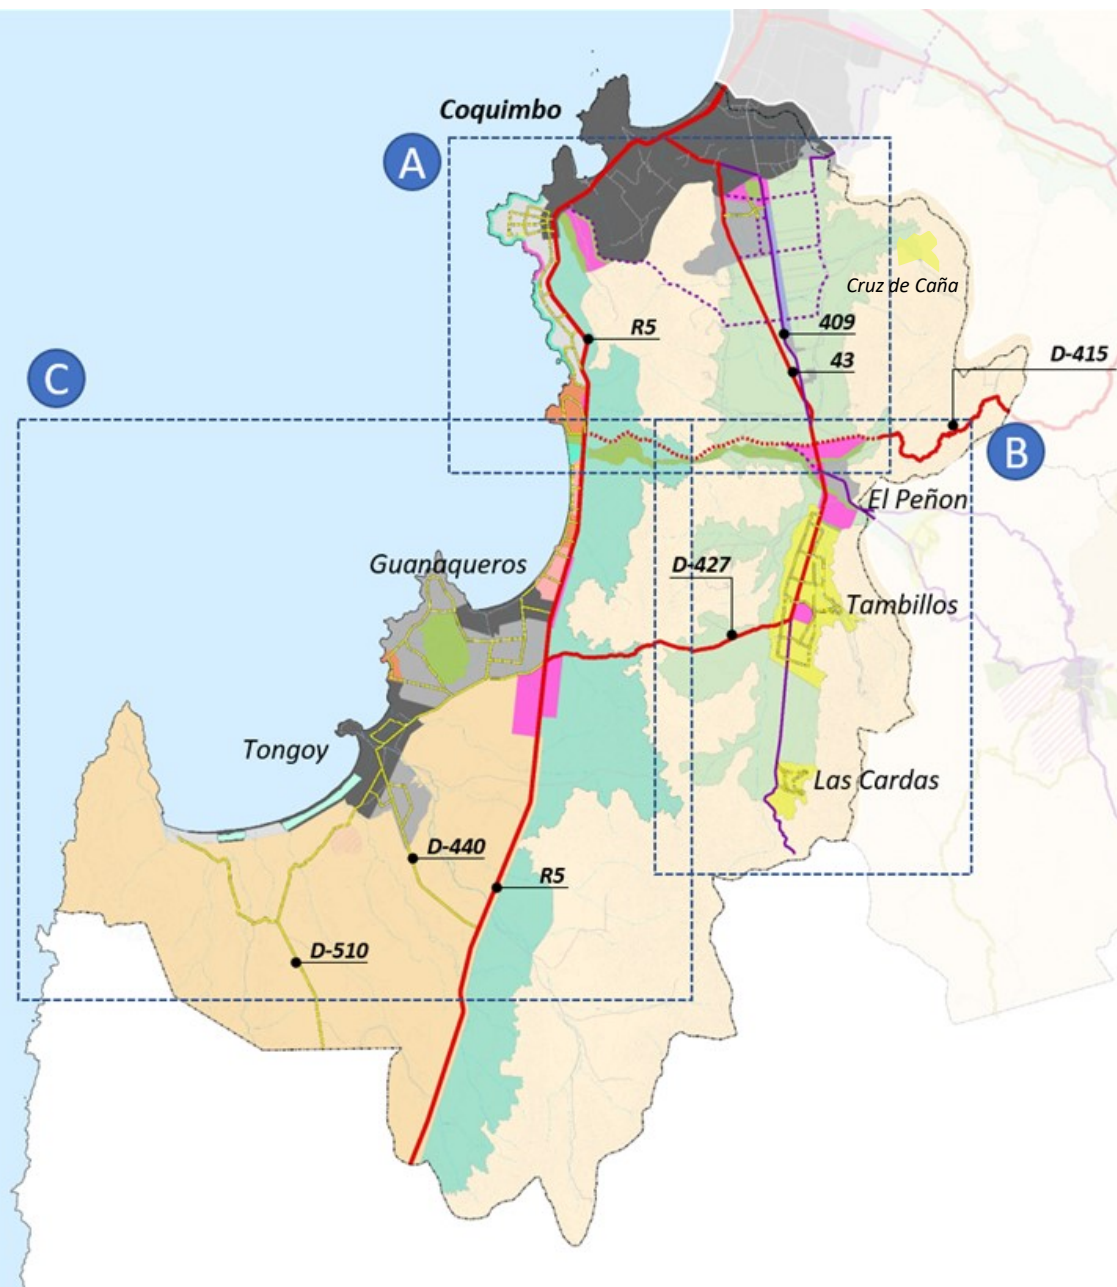 Coquimbo
A
Cruz de Caña
R5
409
D-415
43
C
B
El Peñon
Guanaqueros
D-427
Tambillos
Tongoy
Las Cardas
D-440
R5
D-510